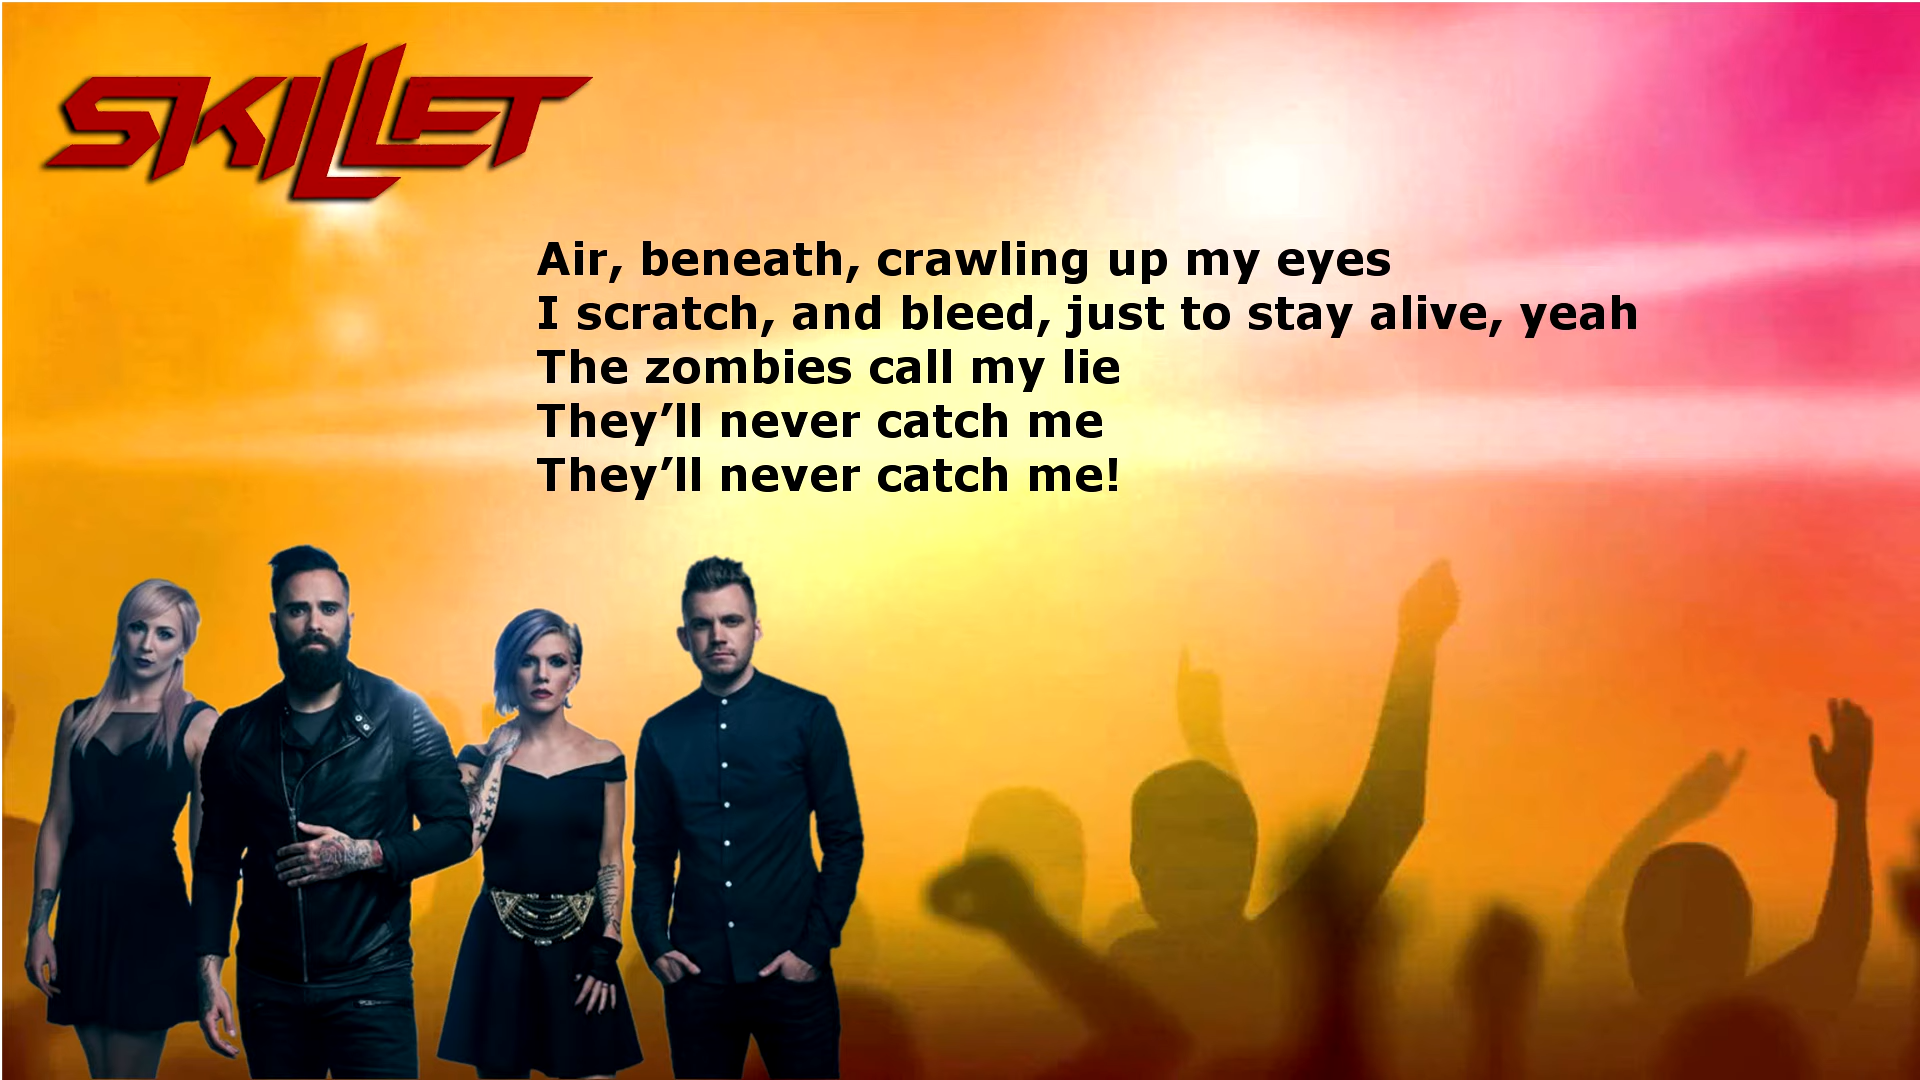 SKILLET
Air, beneath, crawling up my eyes
I scratch, and bleed, just to stay alive, yeah
The zombies call my lie
They’ll never catch me
They’ll never catch me!